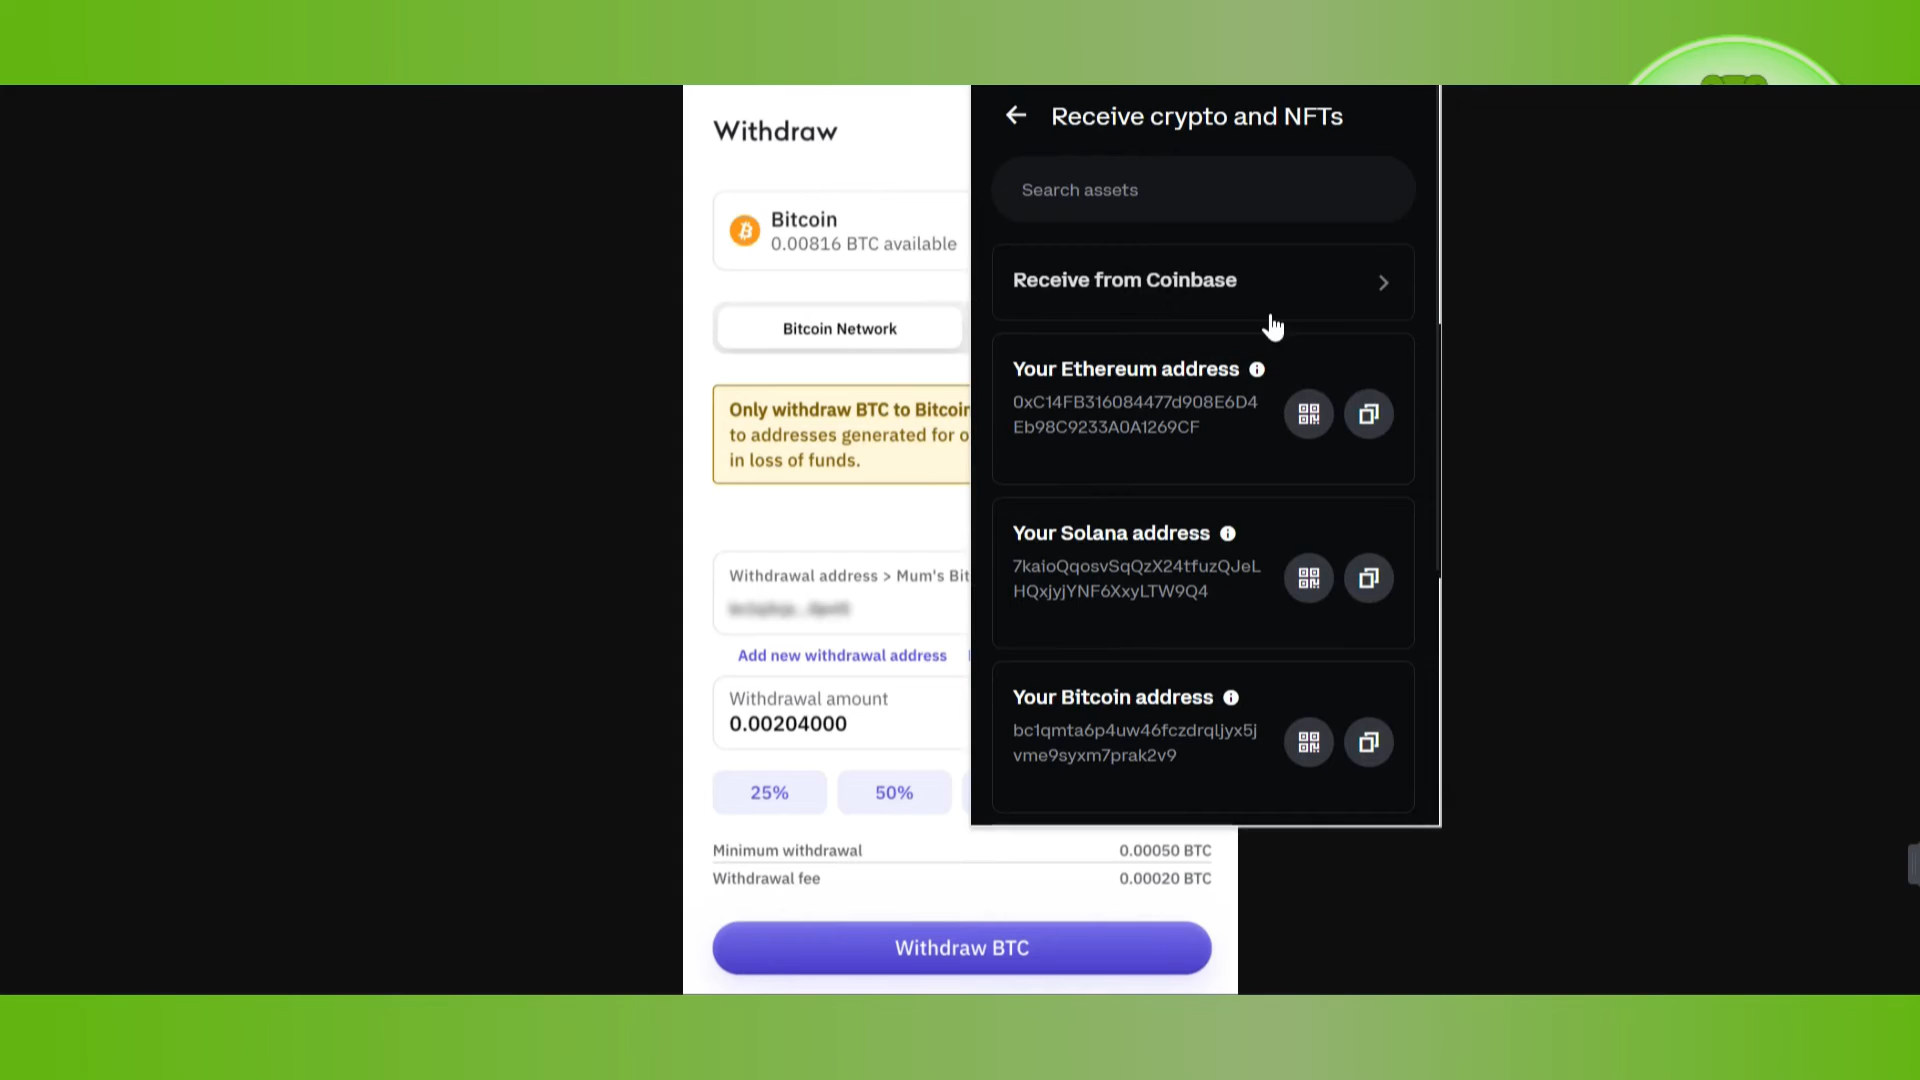 Withdraw
Bitcoin
0.00816 BTC available
Bitcoin Network
Only withdraw BTC to Bitcoin
to addresses generated for o
in loss of funds.
Withdrawal address > Mum's Bit
Add new withdrawal address
Withdrawal amount
0.00204000
25%
50%
Minimum withdrawal
0.00050 BTC
Withdrawal fee
0.00020 BTC
Withdraw BTC
Receive crypto and NFTs
Search assets
Receive from Coinbase
Your Ethereum address
0xC14FB316084477d908E6D4
Eb98C9233A0A1269CF
Your Solana address
7kaioQqosvSqQzX24tfuzQJeL
HQxjyjYNF6XxyLTW9Q4
Your Bitcoin address
bc1qmta6p4uw46fczdrqljyx5j
vme9syxm7prak2v9